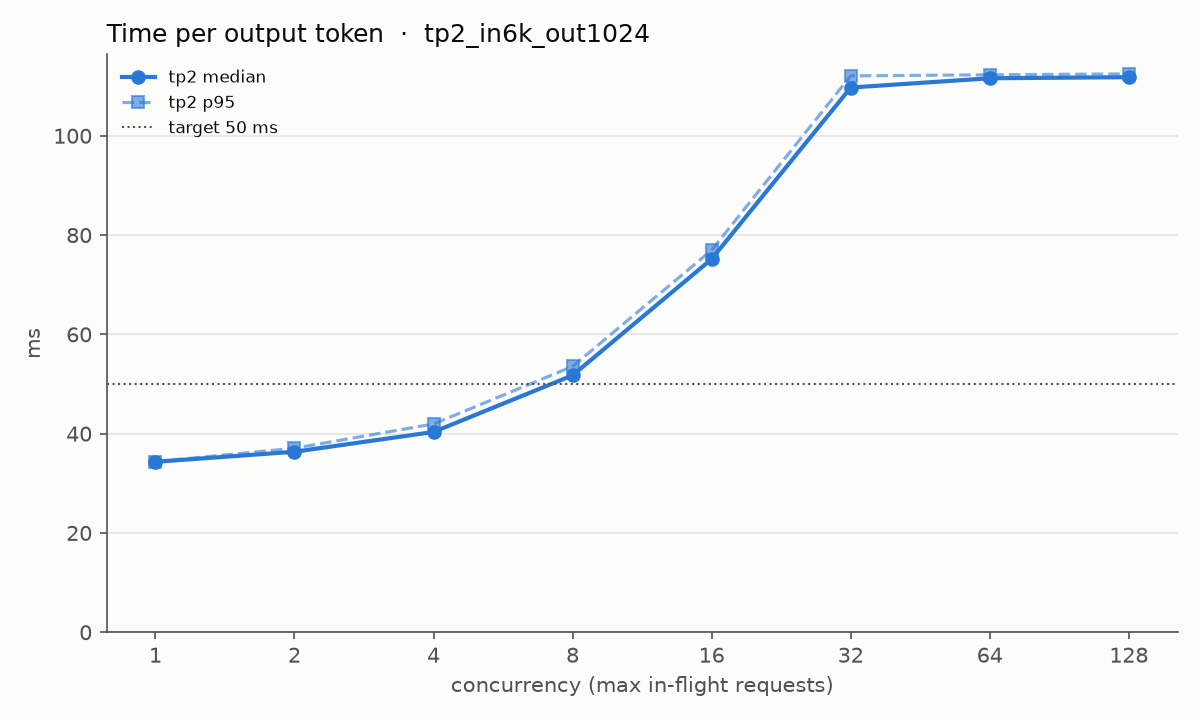 Time per output token · tp2_in6k_out1024
tp2 median
tp2 p95
target 50 ms
ms
100
80
60
40
20
0
1 2 4 8 16 32 64 128
concurrency (max in-flight requests)